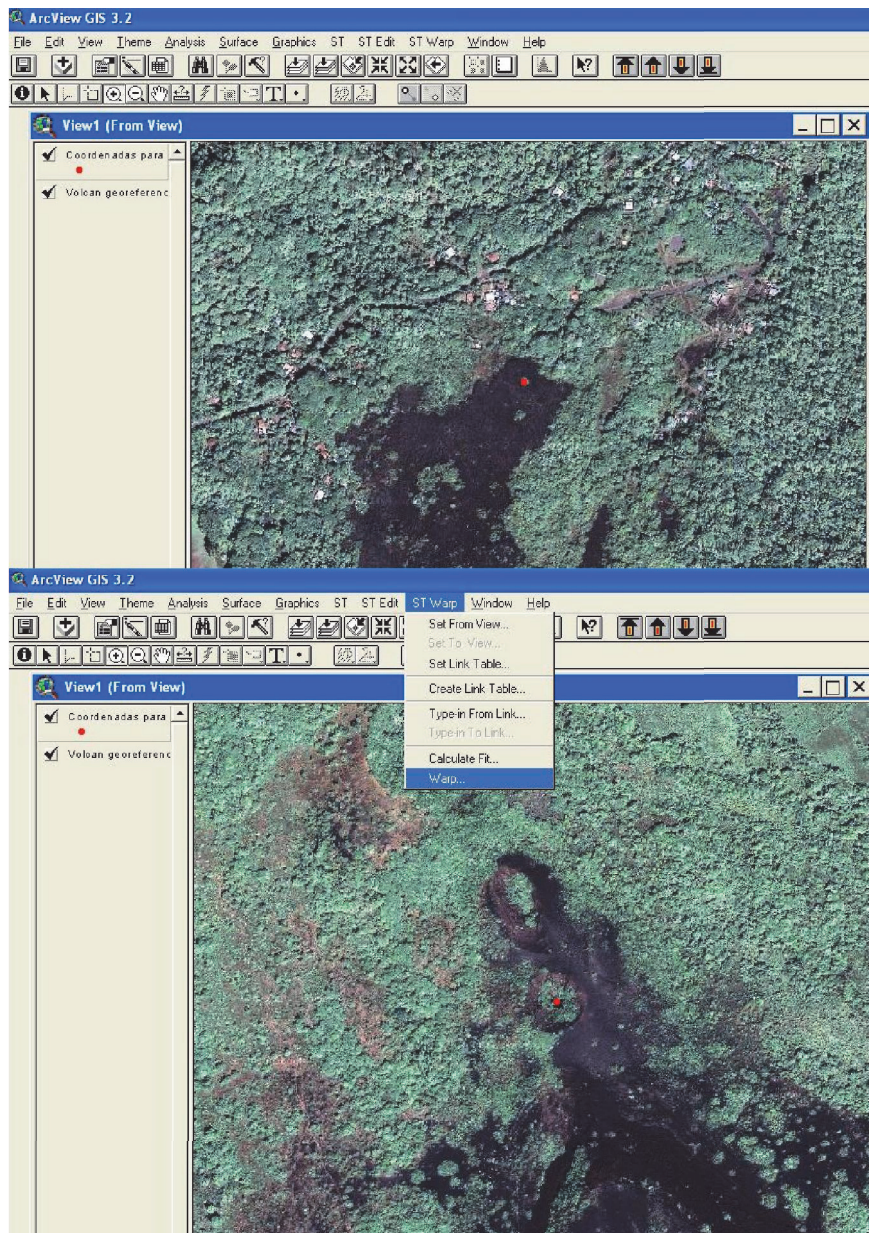 ArcView GIS 3.2
File Edit View Theme Analysis Surface Graphics ST ST Edit ST Warp Window Help
T
View1 (From View)
Coordenadas para
Volcan georeferenc
ArcView GIS 3.2
File Edit View Theme Analysis Surface Graphics ST ST Edit ST Warp Window Help
T
Set From View...
Set To View...
Set Link Table...
Create Link Table...
Type-in From Link...
Type-in To Link...
Calculate Fit...
Warp...
View1 (From View)
Coordenadas para
Volcan georeferenc